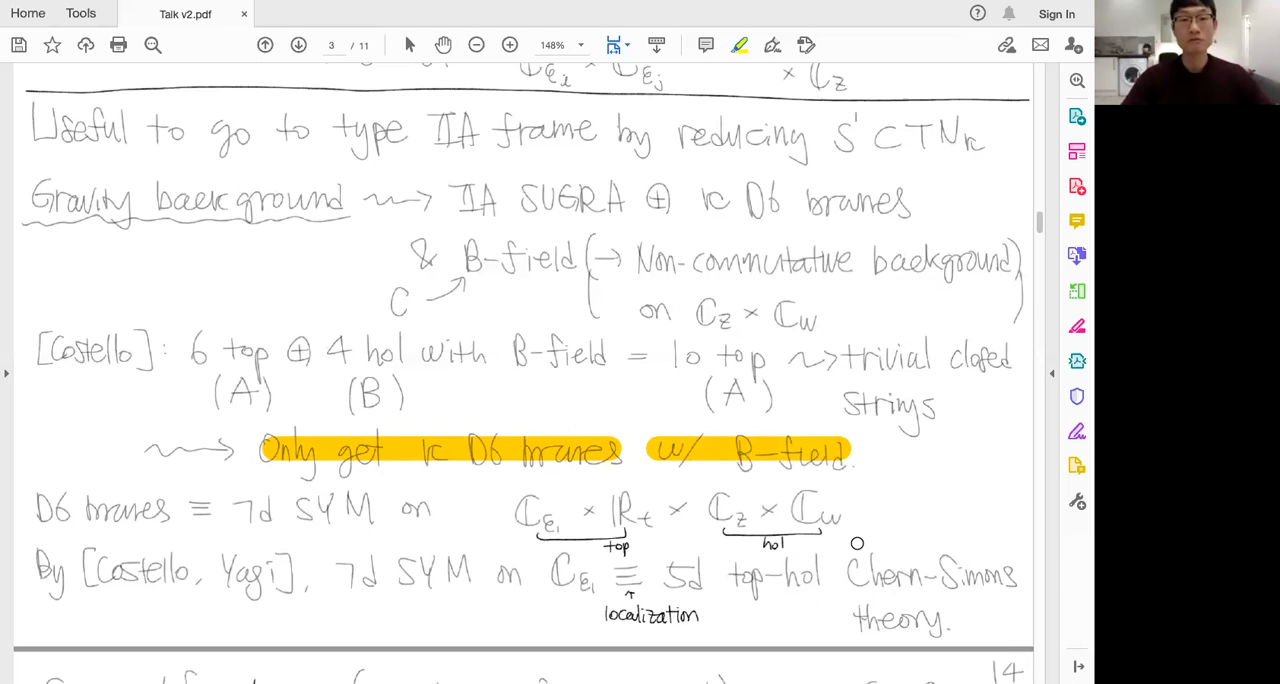 Home Tools Talk v2.pdf × Sign In
3 / 11 148%
ℂ_ε_i × ℂ_ε_j × ℂ_z
Useful to go to type IIA frame by reducing S¹ ⊂ TN_K
Gravity background ⇝ IIA SUGRA ⊕ K D6 branes
& B-field (→ Non-commutative background
C on ℂ_z × ℂ_w)
[Costello]: 6 top ⊕ 4 hol with B-field = 10 top ⇝ trivial closed
(A) (B) (A) strings
⇝ Only get K D6 branes w/ B-field.
D6 branes ≡ 7d SYM on ℂ_ε₁ × ℝ_t × ℂ_z × ℂ_w
top hol
By [Costello, Yagi], 7d SYM on ℂ_ε₁ ≡ 5d top-hol Chern-Simons
localization theory.
14